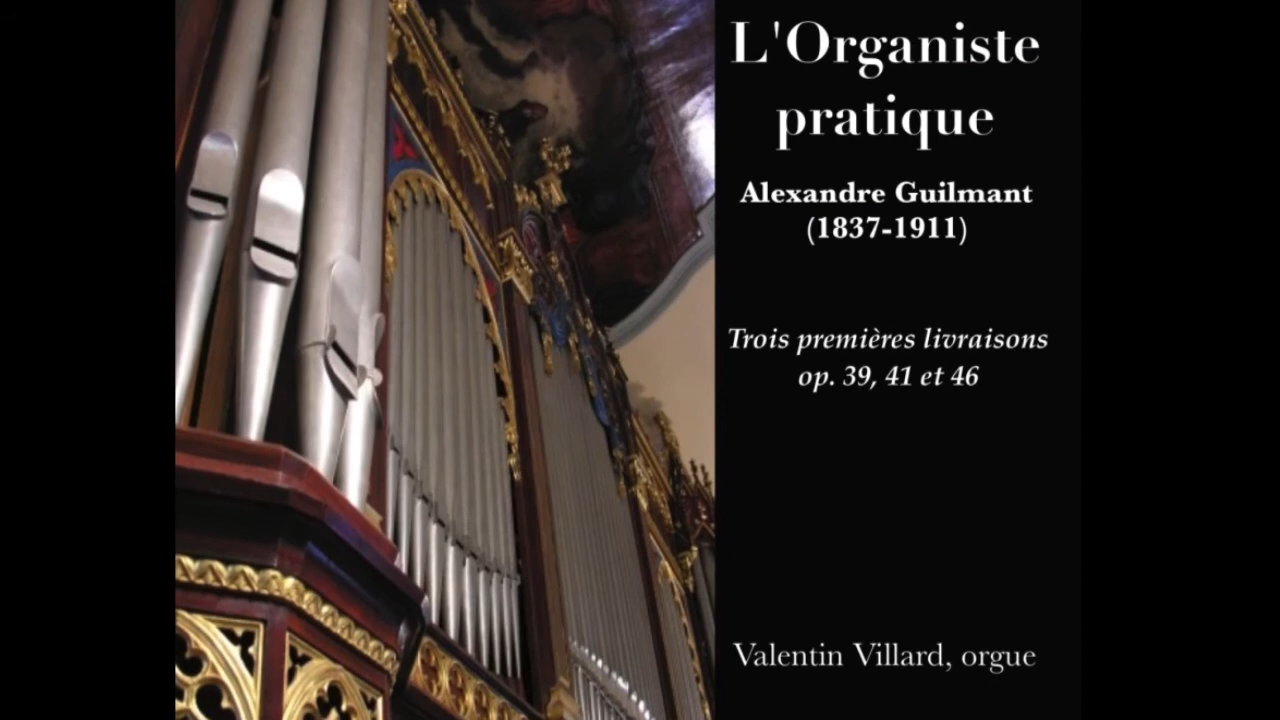 L'Organiste
pratique
Alexandre Guilmant
(1837-1911)
Trois premières livraisons
op. 39, 41 et 46
Valentin Villard, orgue